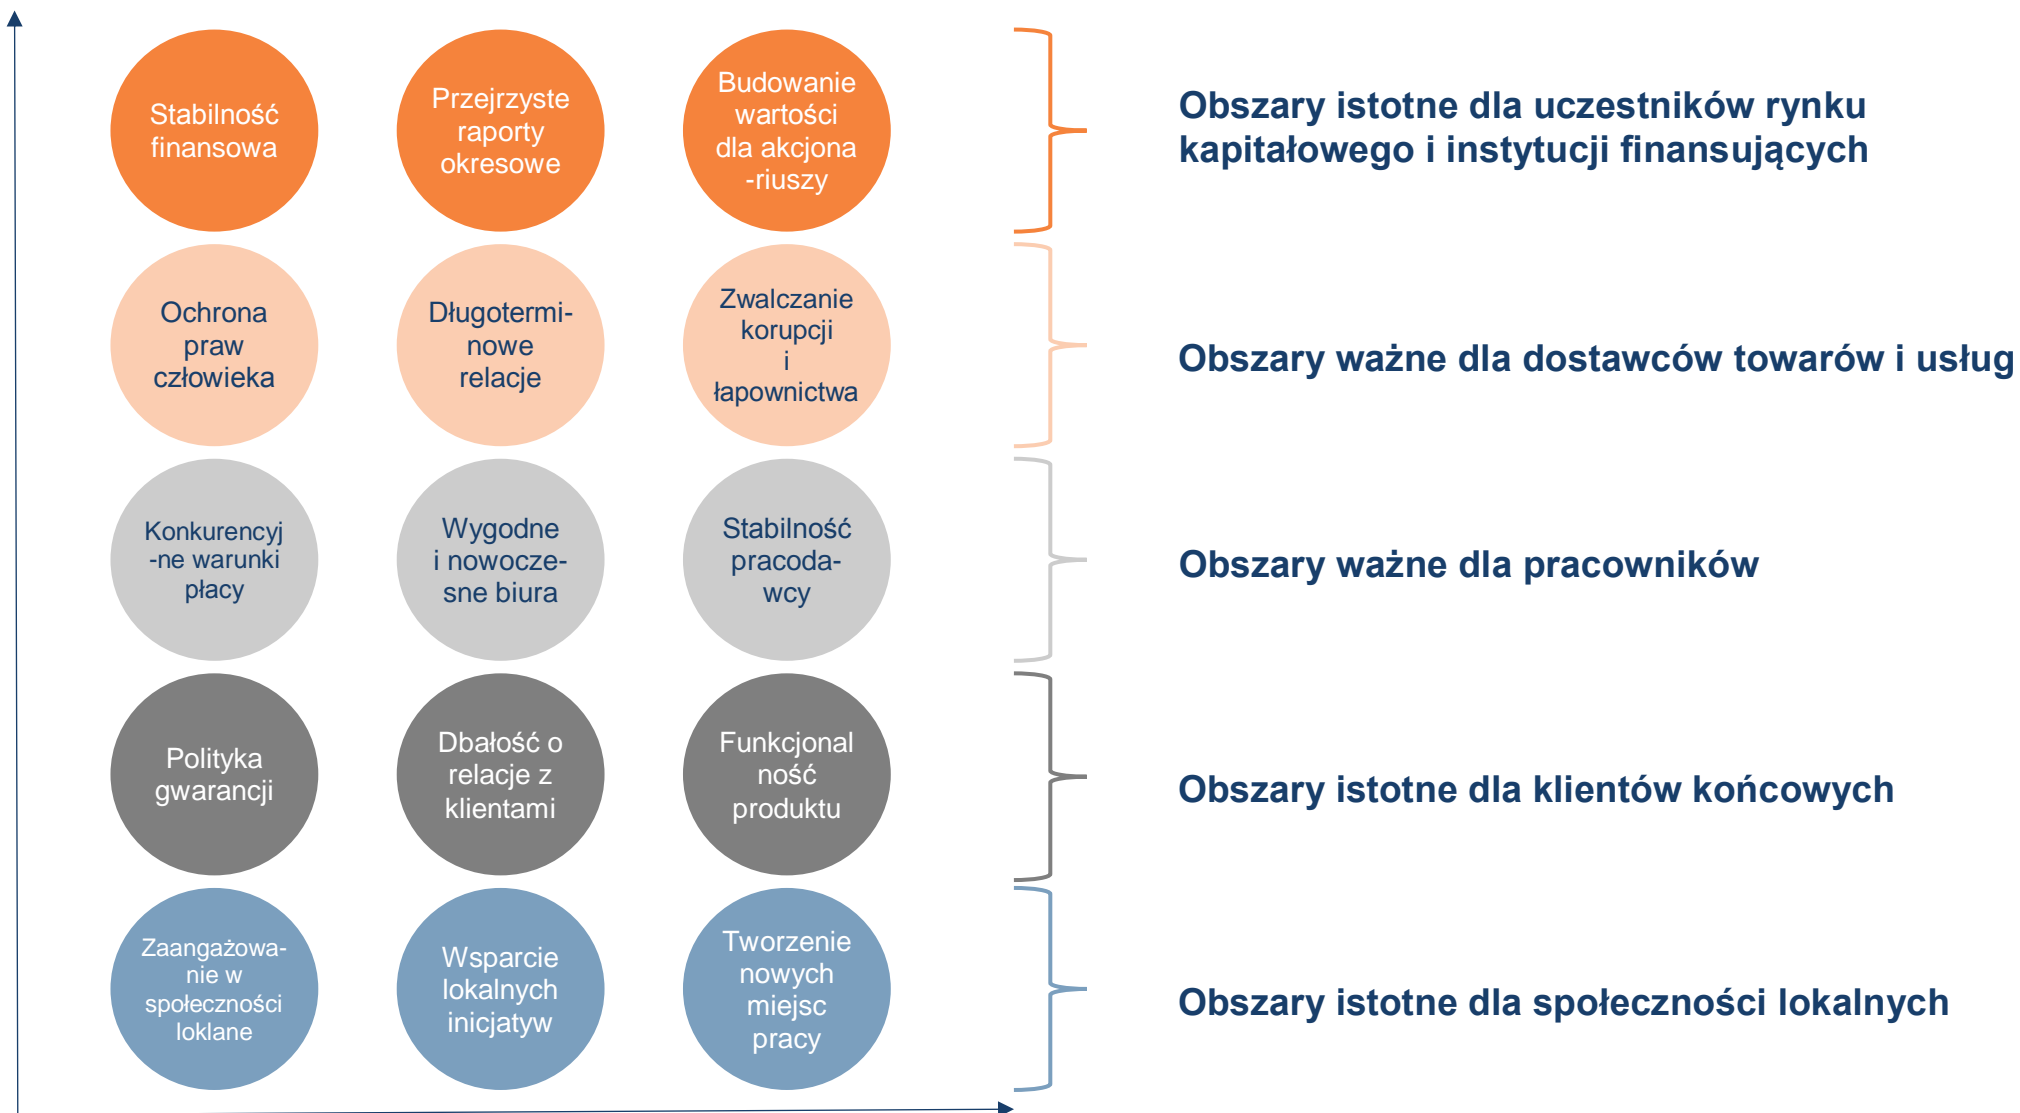 Stabilność
finansowa
Przejrzyste
raporty
okresowe
Budowanie
wartości
dla akcjona
-riuszy
Obszary istotne dla uczestników rynku
kapitałowego i instytucji finansujących
Ochrona
praw
człowieka
Długotermi-
nowe
relacje
Zwalczanie
korupcji
i
łapownictwa
Obszary ważne dla dostawców towarów i usług
Konkurencyj
-ne warunki
płacy
Wygodne
i nowocze-
sne biura
Stabilność
pracoda-
wcy
Obszary ważne dla pracowników
Polityka
gwarancji
Dbałość o
relacje z
klientami
Funkcjonal
ność
produktu
Obszary istotne dla klientów końcowych
Zaangażowa-
nie w
społeczności
loklane
Wsparcie
lokalnych
inicjatyw
Tworzenie
nowych
miejsc
pracy
Obszary istotne dla społeczności lokalnych